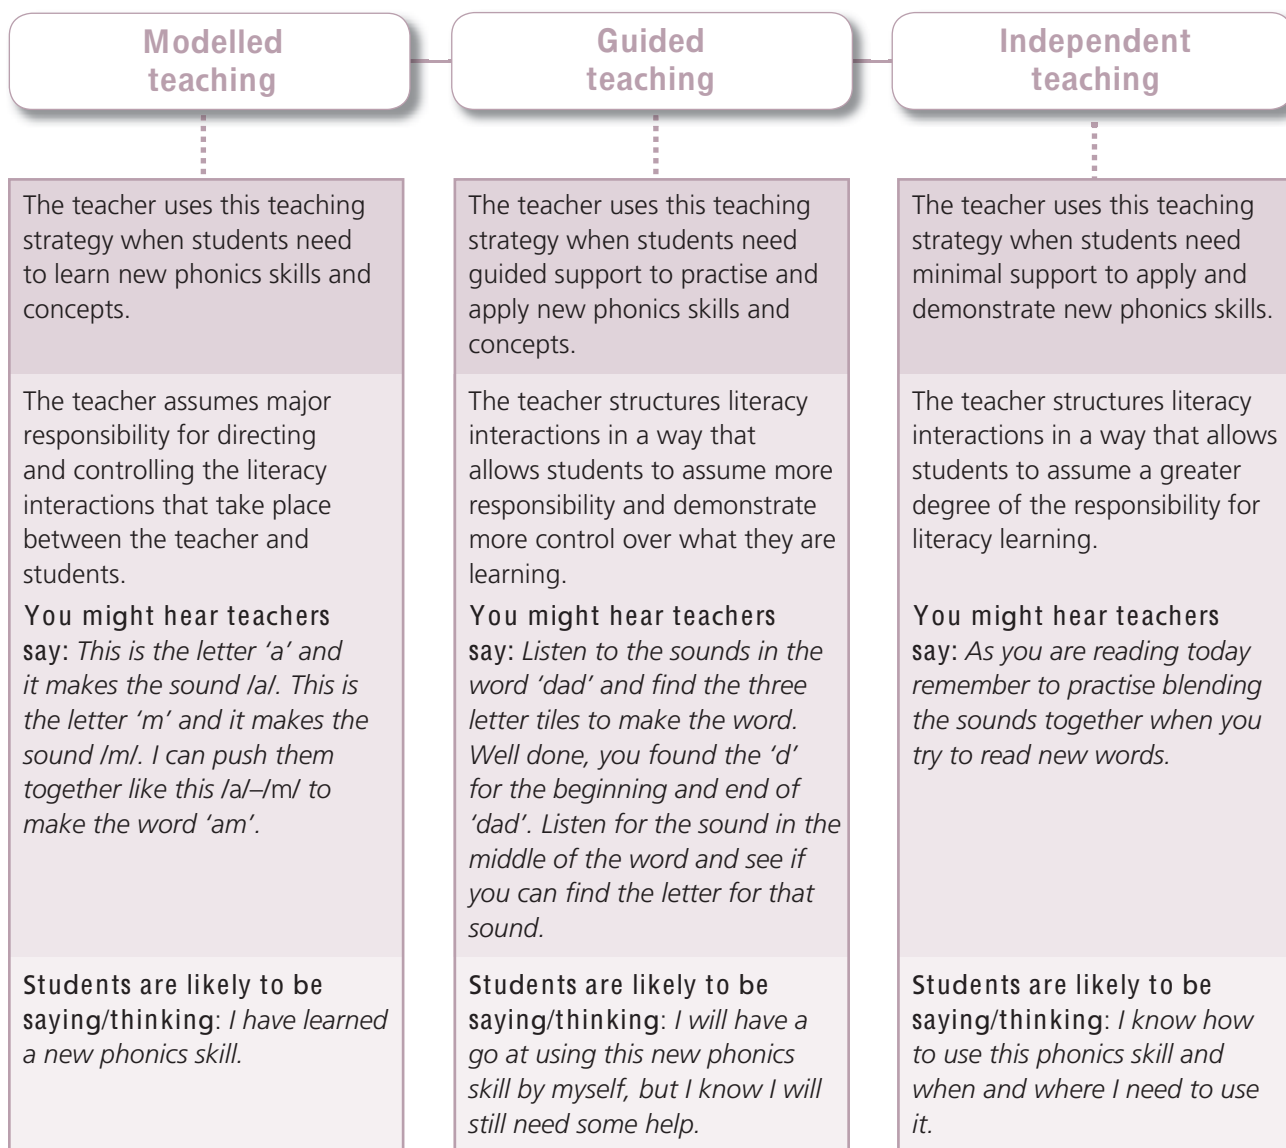 Modelled
teaching
Guided
teaching
Independent
teaching
The teacher uses this teaching
strategy when students need
to learn new phonics skills and
concepts.
The teacher assumes major
responsibility for directing
and controlling the literacy
interactions that take place
between the teacher and
students.
You might hear teachers
say: This is the letter ‘a’ and
it makes the sound /a/. This is
the letter ‘m’ and it makes the
sound /m/. I can push them
together like this /a/–/m/ to
make the word ‘am’.
Students are likely to be
saying/thinking: I have learned
a new phonics skill.
The teacher uses this teaching
strategy when students need
guided support to practise and
apply new phonics skills and
concepts.
The teacher structures literacy
interactions in a way that
allows students to assume more
responsibility and demonstrate
more control over what they are
learning.
You might hear teachers
say: Listen to the sounds in the
word ‘dad’ and find the three
letter tiles to make the word.
Well done, you found the ‘d’
for the beginning and end of
‘dad’. Listen for the sound in the
middle of the word and see if
you can find the letter for that
sound.
Students are likely to be
saying/thinking: I will have a
go at using this new phonics
skill by myself, but I know I will
still need some help.
The teacher uses this teaching
strategy when students need
minimal support to apply and
demonstrate new phonics skills.
The teacher structures literacy
interactions in a way that allows
students to assume a greater
degree of the responsibility for
literacy learning.
You might hear teachers
say: As you are reading today
remember to practise blending
the sounds together when you
try to read new words.
Students are likely to be
saying/thinking: I know how
to use this phonics skill and
when and where I need to use
it.